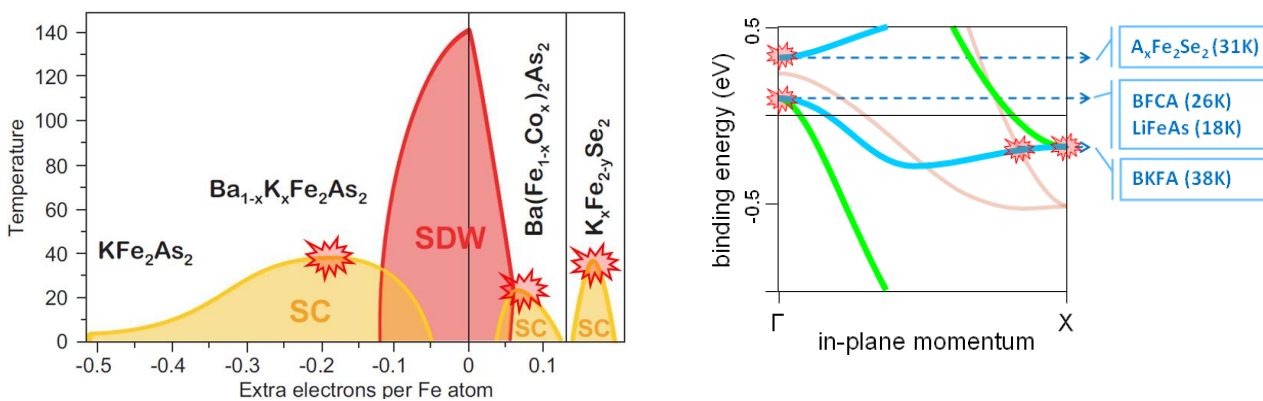 140
120
100
80
60
40
20
0
Temperature
KFe₂As₂
Ba₁₋ₓKₓFe₂As₂
SDW
SC
SC
SC
Ba(Fe₁₋ₓCoₓ)₂As₂
KₓFe₂₋ᵧSe₂
-0.5 -0.4 -0.3 -0.2 -0.1 0 0.1
Extra electrons per Fe atom
0.5
-0.5
binding energy (eV)
Γ X
in-plane momentum
AₓFe₂Se₂ (31K)
BFCA (26K)
LiFeAs (18K)
BKFA (38K)